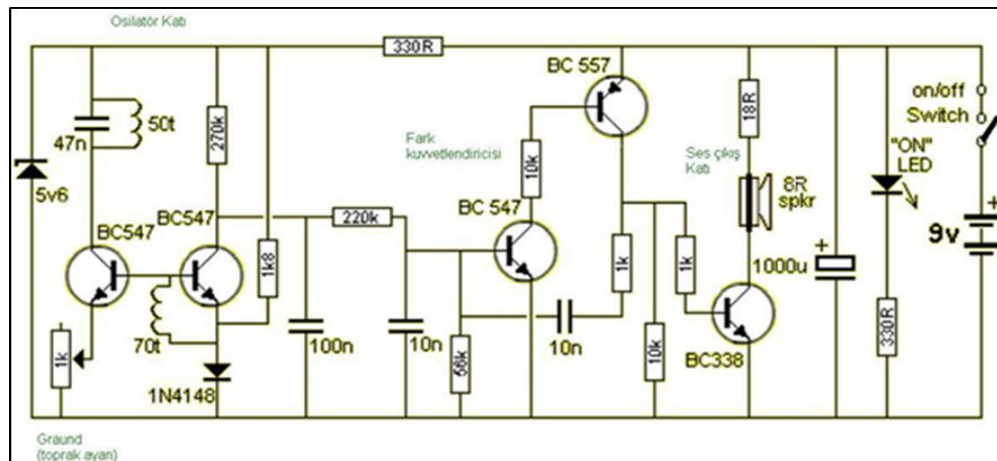 Osilatör Katı
330R
BC 557
on/off
Switch
47n
50t
270k
Fark
kuvvetlendiricisi
10k
Ses çıkış
Katı
18R
"ON"
LED
5v6
BC547
BC547
220k
BC 547
8R
spkr
+
9v
1k8
1k
1k
+
1000u
1k
70t
100n
10n
56k
10n
10k
BC338
330R
1N4148
Graund
(toprak ayarı)